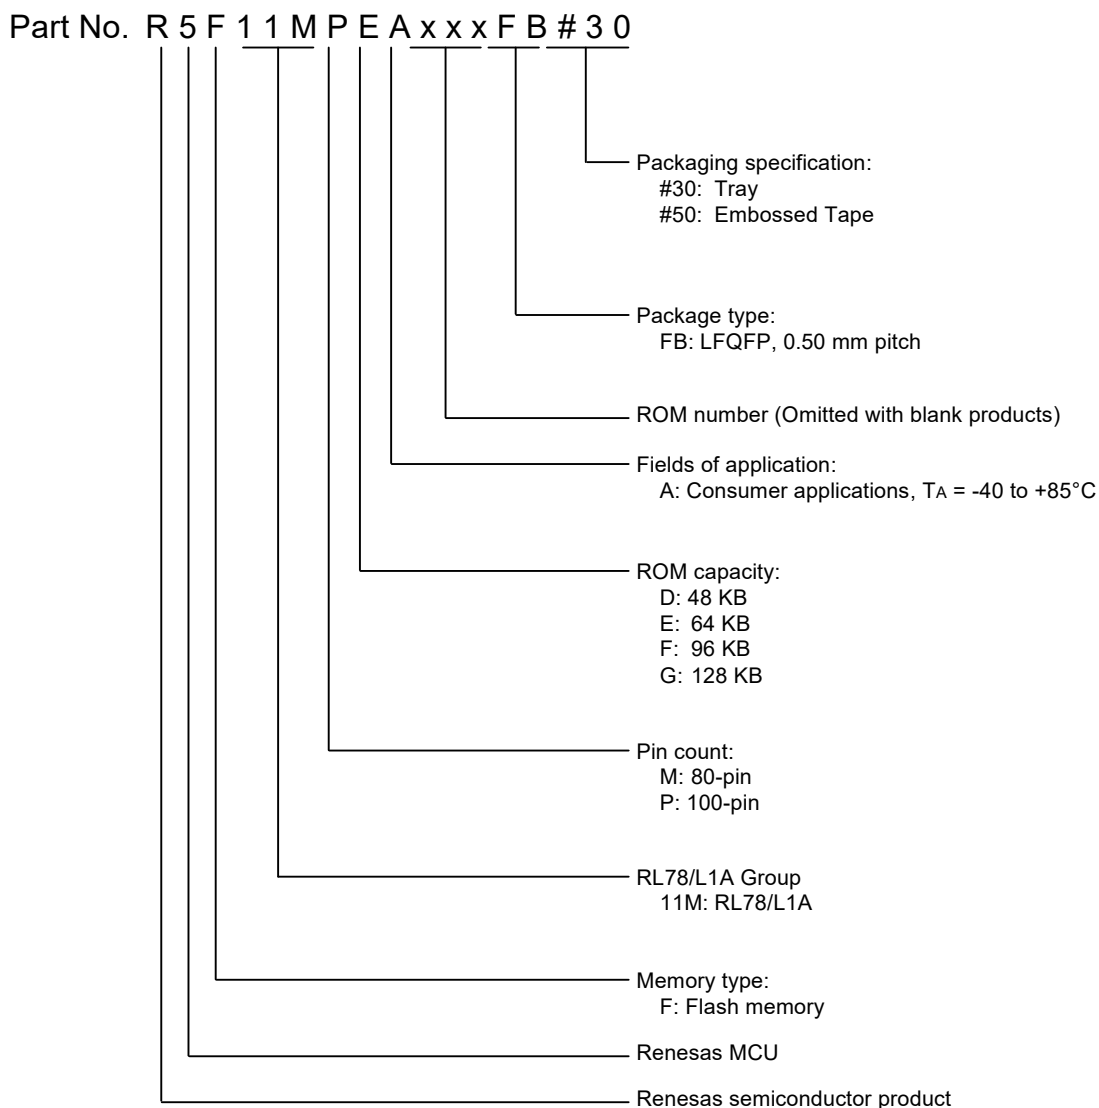 Part No. R 5 F 1 1 M P E A x x x F B # 3 0
Packaging specification:
#30: Tray
#50: Embossed Tape
Package type:
FB: LFQFP, 0.50 mm pitch
ROM number (Omitted with blank products)
Fields of application:
A: Consumer applications, TA = -40 to +85°C
ROM capacity:
D: 48 KB
E: 64 KB
F: 96 KB
G: 128 KB
Pin count:
M: 80-pin
P: 100-pin
RL78/L1A Group
11M: RL78/L1A
Memory type:
F: Flash memory
Renesas MCU
Renesas semiconductor product